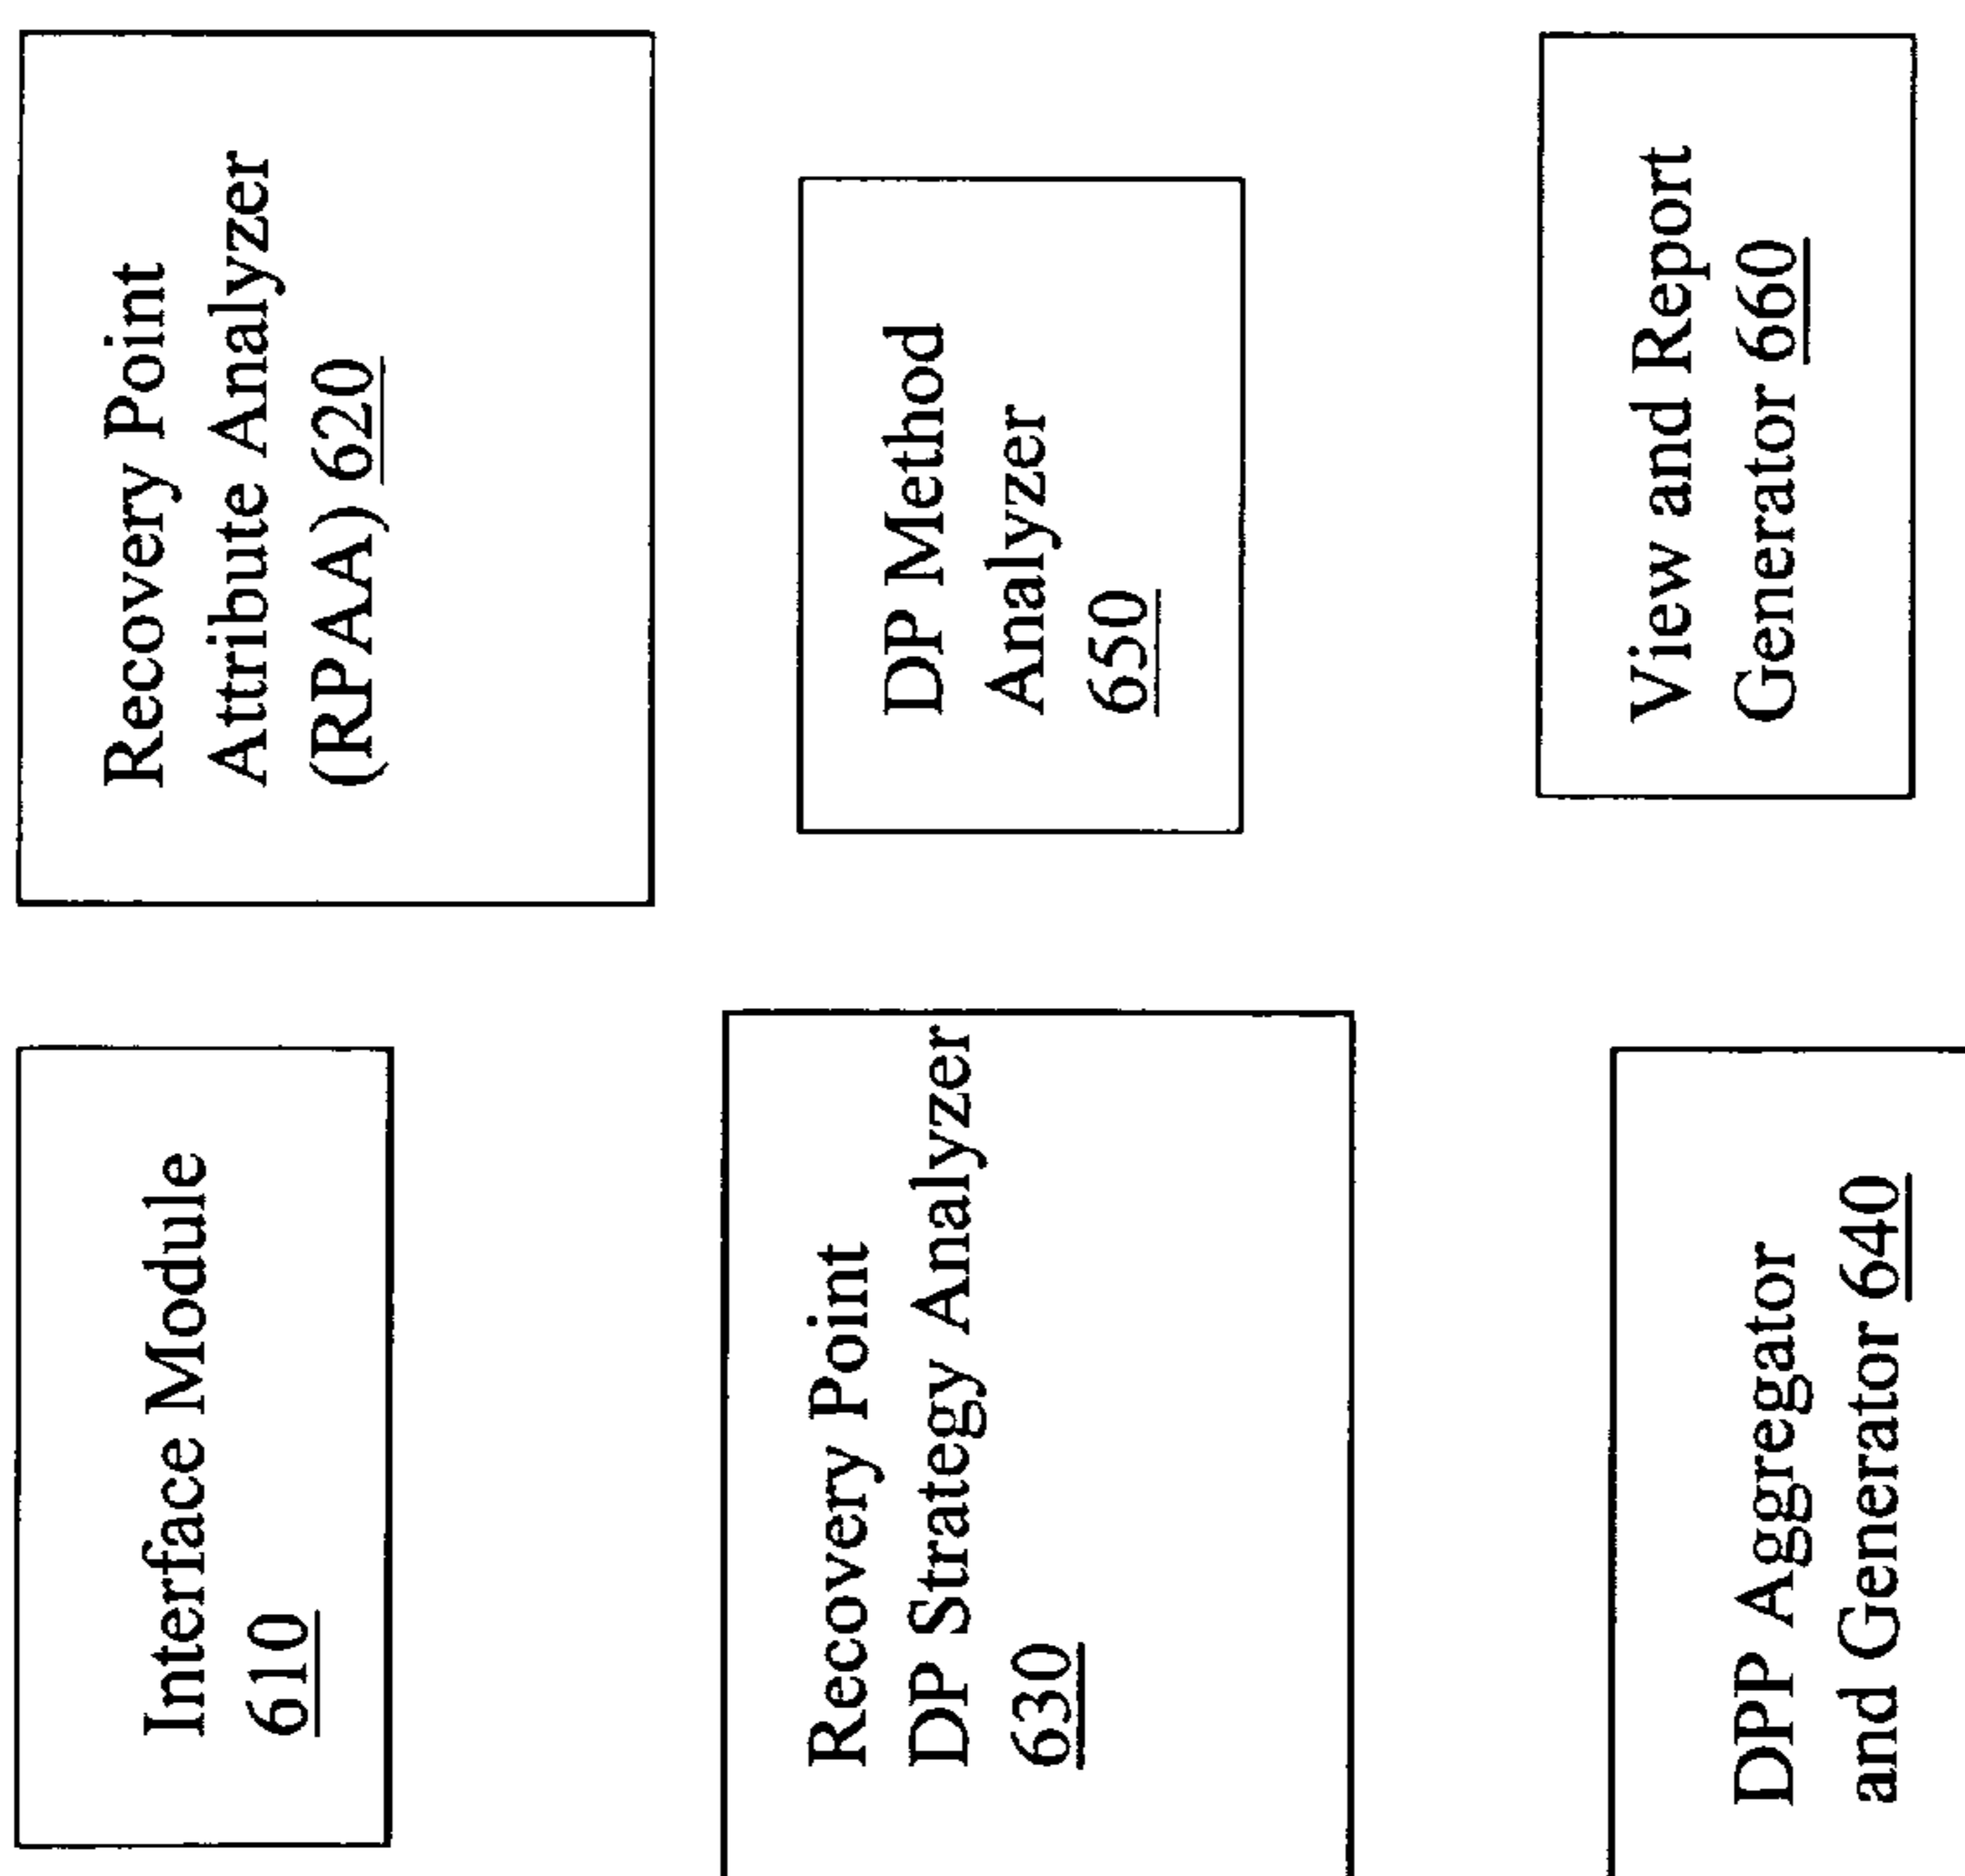 Interface Module
610
Recovery Point
Attribute Analyzer
(RPAA) 620
Recovery Point
DP Strategy Analyzer
630
DP Method
Analyzer
650
DPP Aggregator
and Generator 640
View and Report
Generator 660